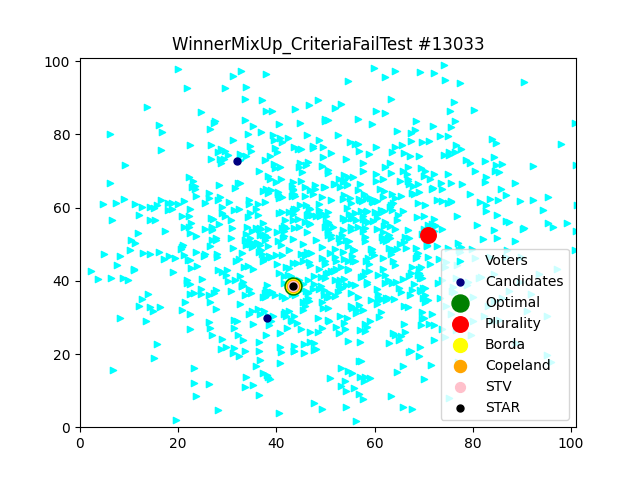 WinnerMixUp_CriteriaFailTest #13033
100
80
60
40
20
0
0 20 40 60 80 100
Voters
Candidates
Optimal
Plurality
Borda
Copeland
STV
STAR